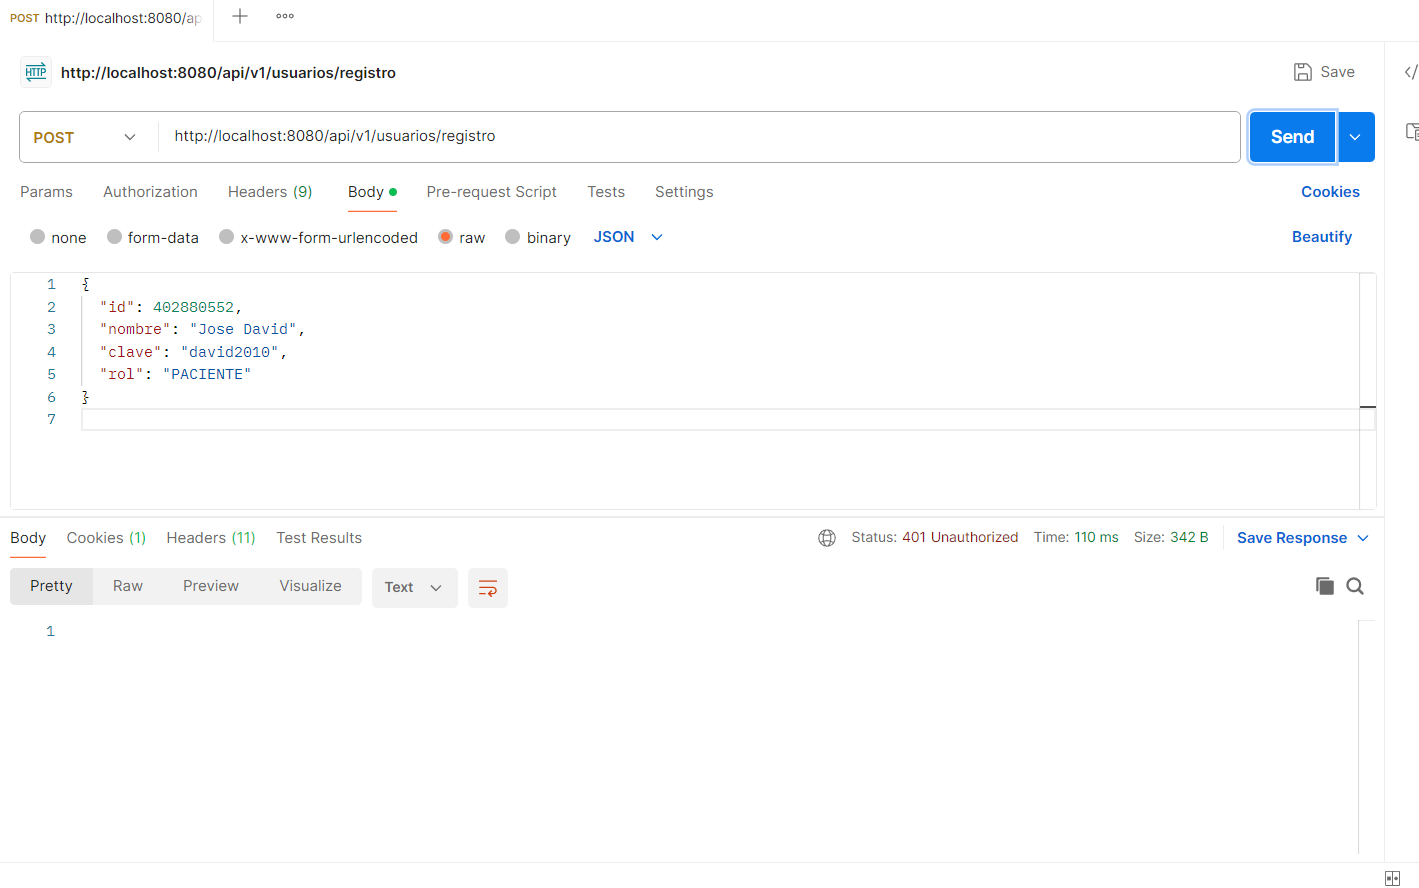 POST http://localhost:8080/ap
HTTP http://localhost:8080/api/v1/usuarios/registro Save
POST http://localhost:8080/api/v1/usuarios/registro Send
Params Authorization Headers (9) Body Pre-request Script Tests Settings Cookies
none form-data x-www-form-urlencoded raw binary JSON Beautify
1 {
2 "id": 402880552,
3 "nombre": "Jose David",
4 "clave": "david2010",
5 "rol": "PACIENTE"
6 }
7
Body Cookies (1) Headers (11) Test Results Status: 401 Unauthorized Time: 110 ms Size: 342 B Save Response
Pretty Raw Preview Visualize Text
1